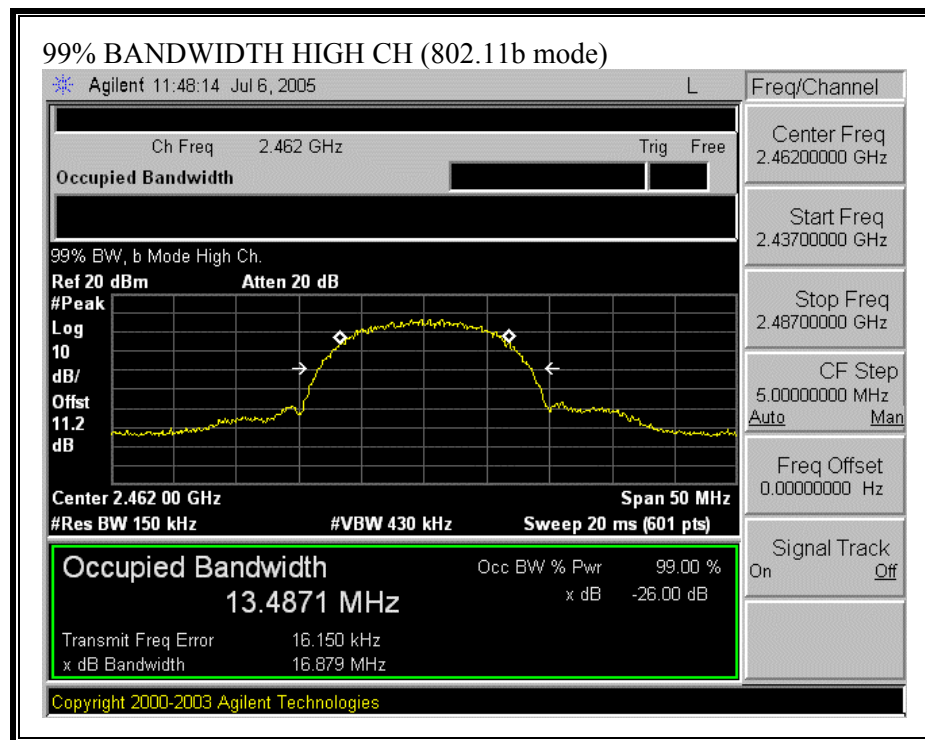 99% BANDWIDTH HIGH CH (802.11b mode)
Agilent 11:48:14 Jul 6, 2005 L Freq/Channel
Ch Freq 2.462 GHz Trig Free
Occupied Bandwidth
Center Freq
2.46200000 GHz
Start Freq
2.43700000 GHz
99% BW, b Mode High Ch.
Ref 20 dBm Atten 20 dB
#Peak
Log
10
dB/
Offst
11.2
dB
Stop Freq
2.48700000 GHz
CF Step
5.00000000 MHz
Auto Man
Freq Offset
0.00000000 Hz
Center 2.462 00 GHz Span 50 MHz
#Res BW 150 kHz #VBW 430 kHz Sweep 20 ms (601 pts)
Signal Track
On Off
Occupied Bandwidth Occ BW % Pwr 99.00 %
13.4871 MHz x dB -26.00 dB
Transmit Freq Error 16.150 kHz
x dB Bandwidth 16.879 MHz
Copyright 2000-2003 Agilent Technologies